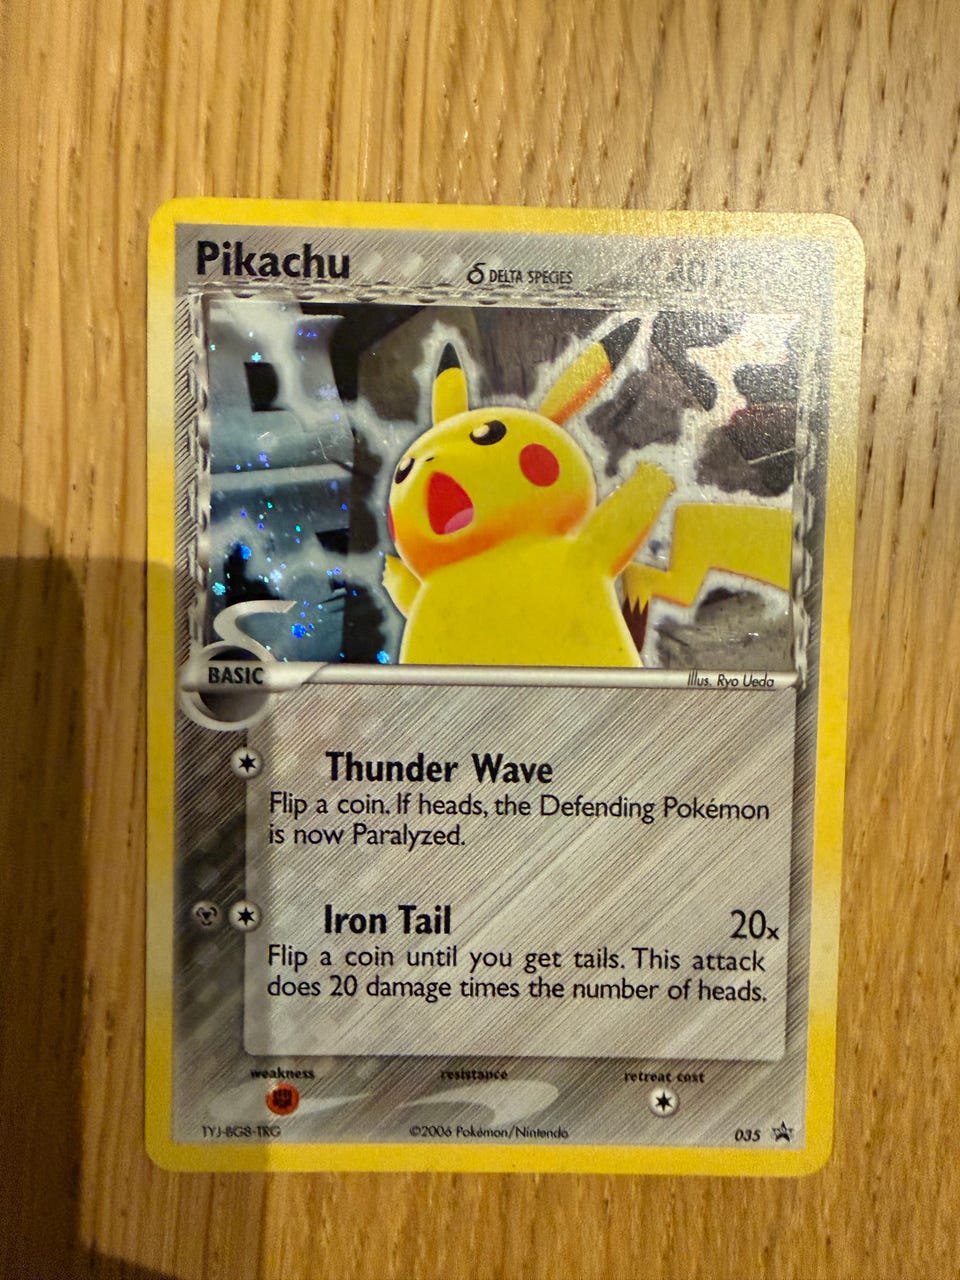 Pikachu
δ DELTA SPECIES
BASIC
Illus. Ryo Ueda
Thunder Wave
Flip a coin. If heads, the Defending Pokémon
is now Paralyzed.
Iron Tail 20x
Flip a coin until you get tails. This attack
does 20 damage times the number of heads.
weakness resistance retreat cost
TYJ-BG8-TRG ©2006 Pokémon/Nintendo 035